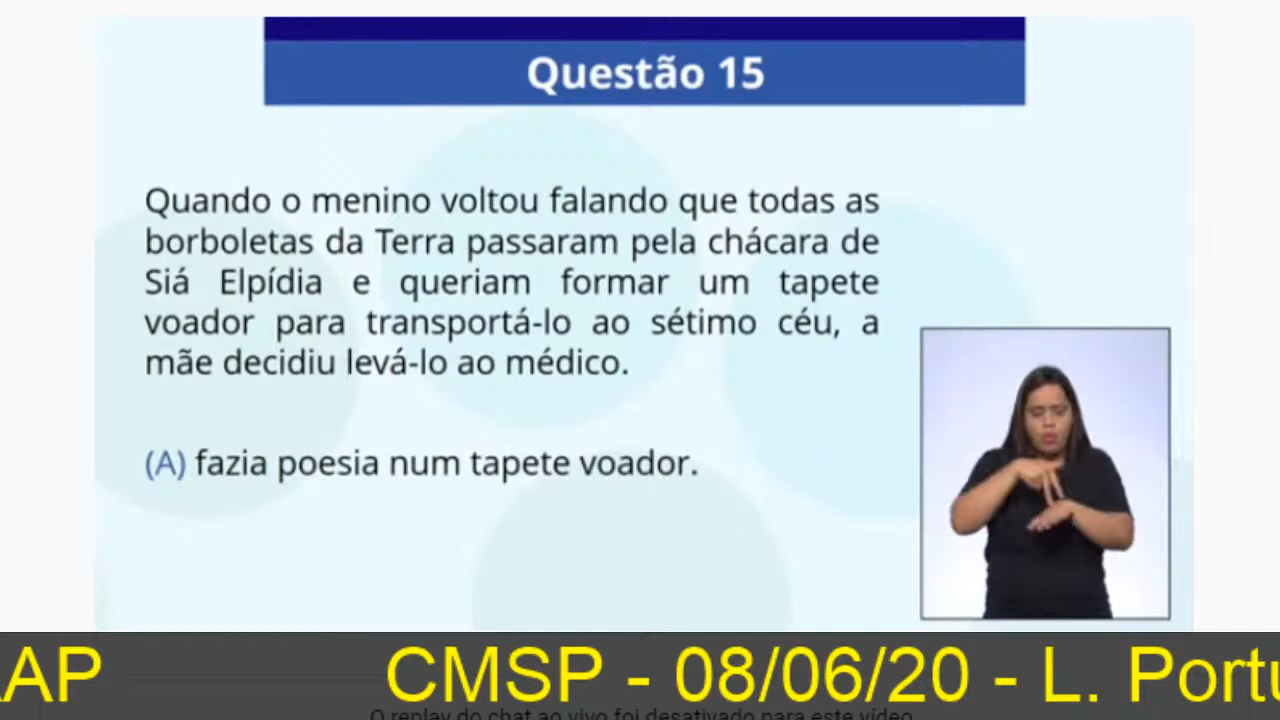 Questão 15
Quando o menino voltou falando que todas as
borboletas da Terra passaram pela chácara de
Siá Elpídia e queriam formar um tapete
voador para transportá-lo ao sétimo céu, a
mãe decidiu levá-lo ao médico.
(A) fazia poesia num tapete voador.
AP CMSP - 08/06/20 - L. Portu
O replay do chat ao vivo foi desativado para este vídeo